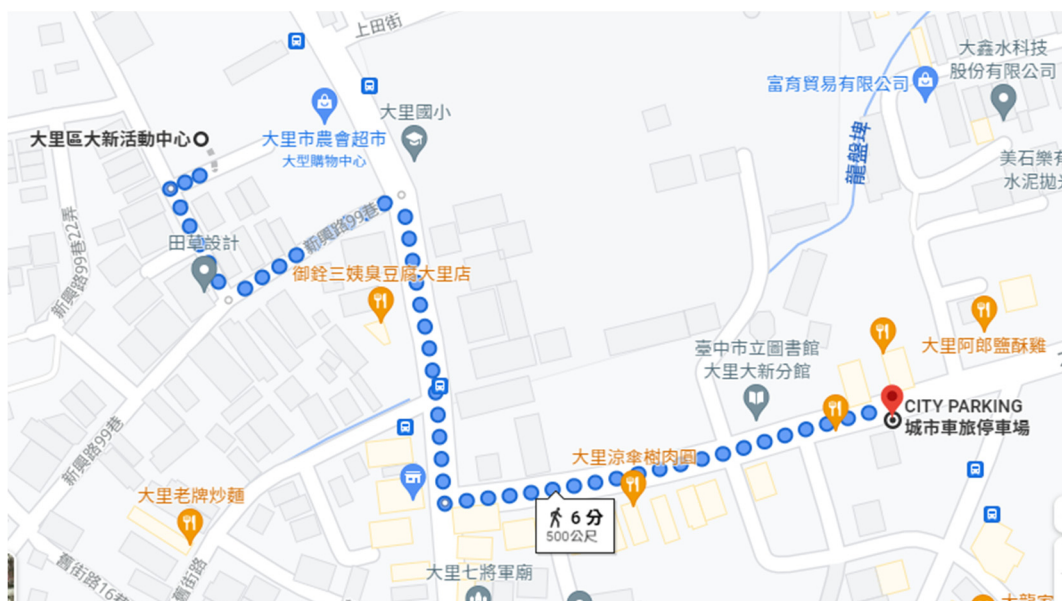 上田街
大鑫水科技
股份有限公司
富育貿易有限公司
大里國小
大里區大新活動中心
大里市農會超市
大型購物中心
龍盤埤
美石樂
水泥拋
新興路99巷22弄
田草設計
新興路99巷
御銓三姨臭豆腐大里店
臺中市立圖書館
大里大新分館
大里阿郎鹽酥雞
CITY PARKING
城市車旅停車場
新興路99巷
大里涼傘樹肉圓
大里老牌炒麵
6 分
500公尺
舊街路16巷
舊街路
大里七將軍廟